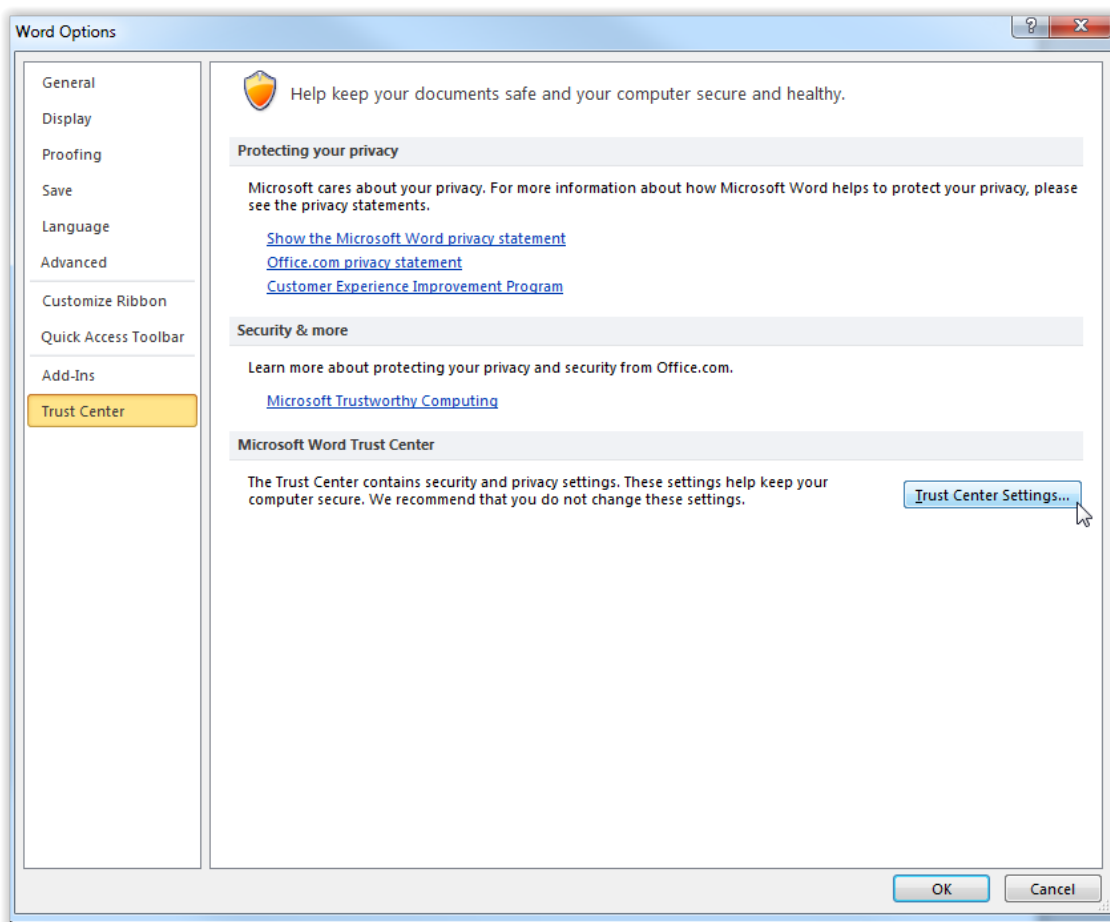 Word Options
General
Display
Proofing
Save
Language
Advanced
Customize Ribbon
Quick Access Toolbar
Add-Ins
Trust Center
Help keep your documents safe and your computer secure and healthy.
Protecting your privacy
Microsoft cares about your privacy. For more information about how Microsoft Word helps to protect your privacy, please
see the privacy statements.
Show the Microsoft Word privacy statement
Office.com privacy statement
Customer Experience Improvement Program
Security & more
Learn more about protecting your privacy and security from Office.com.
Microsoft Trustworthy Computing
Microsoft Word Trust Center
The Trust Center contains security and privacy settings. These settings help keep your
computer secure. We recommend that you do not change these settings.
Trust Center Settings...
OK
Cancel